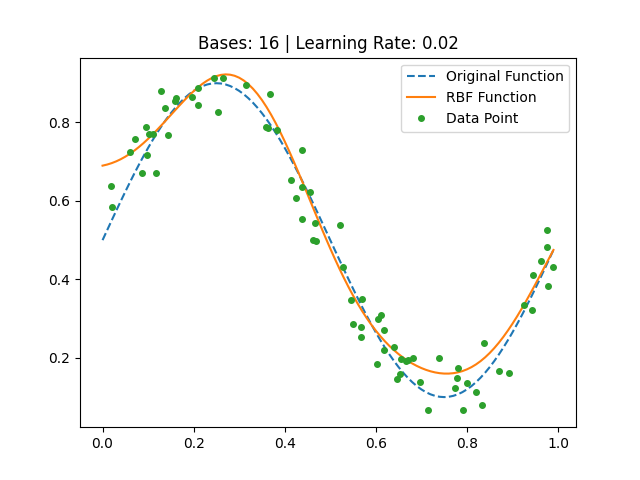 Bases: 16 | Learning Rate: 0.02
Original Function
RBF Function
Data Point
0.8
0.6
0.4
0.2
0.0 0.2 0.4 0.6 0.8 1.0